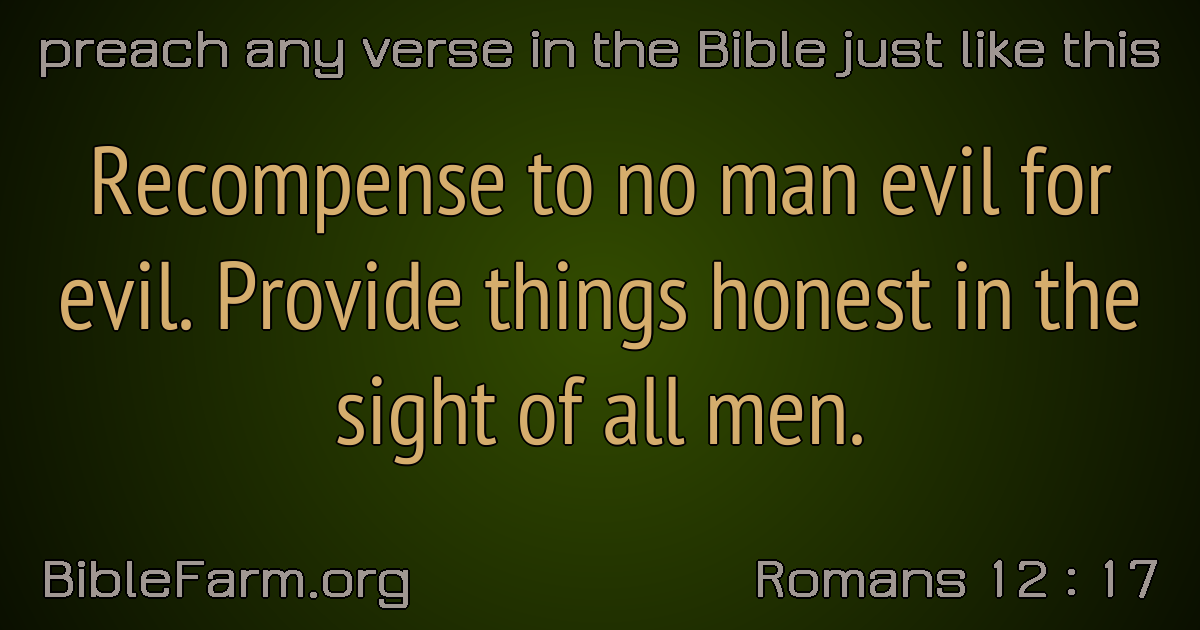 preach any verse in the Bible just like this
Recompense to no man evil for
evil. Provide things honest in the
sight of all men.
BibleFarm.org
Romans 12 : 17